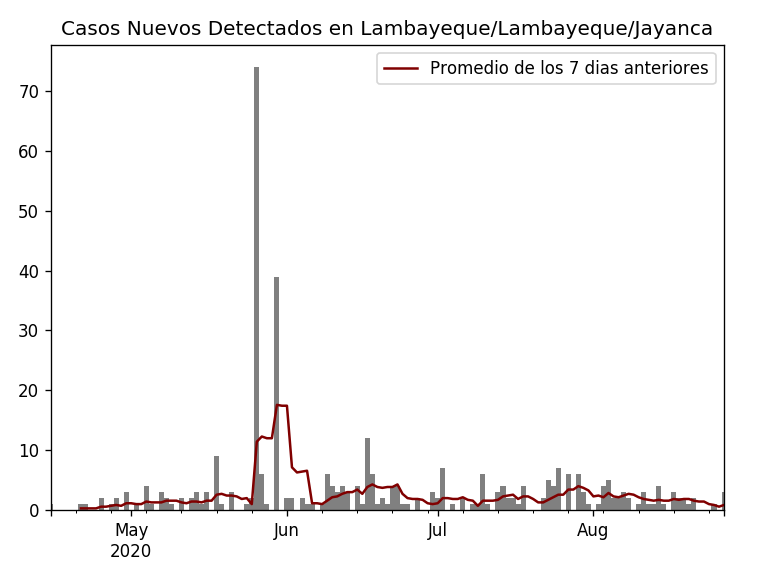 Casos Nuevos Detectados en Lambayeque/Lambayeque/Jayanca
Promedio de los 7 dias anteriores
70
60
50
40
30
20
10
0
May
2020
Jun
Jul
Aug